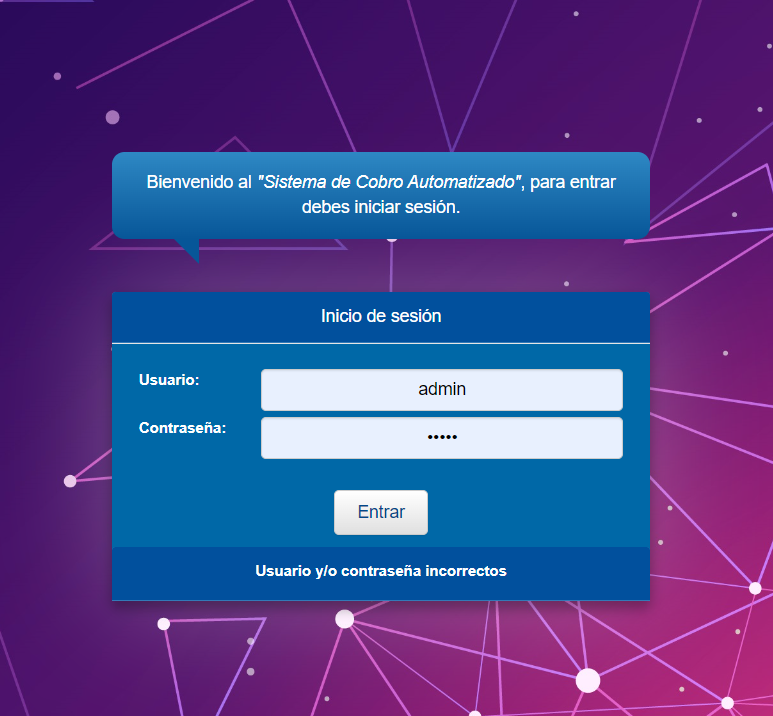 Bienvenido al "Sistema de Cobro Automatizado", para entrar
debes iniciar sesión.
Inicio de sesión
Usuario:
admin
Contraseña:
•••••
Entrar
Usuario y/o contraseña incorrectos